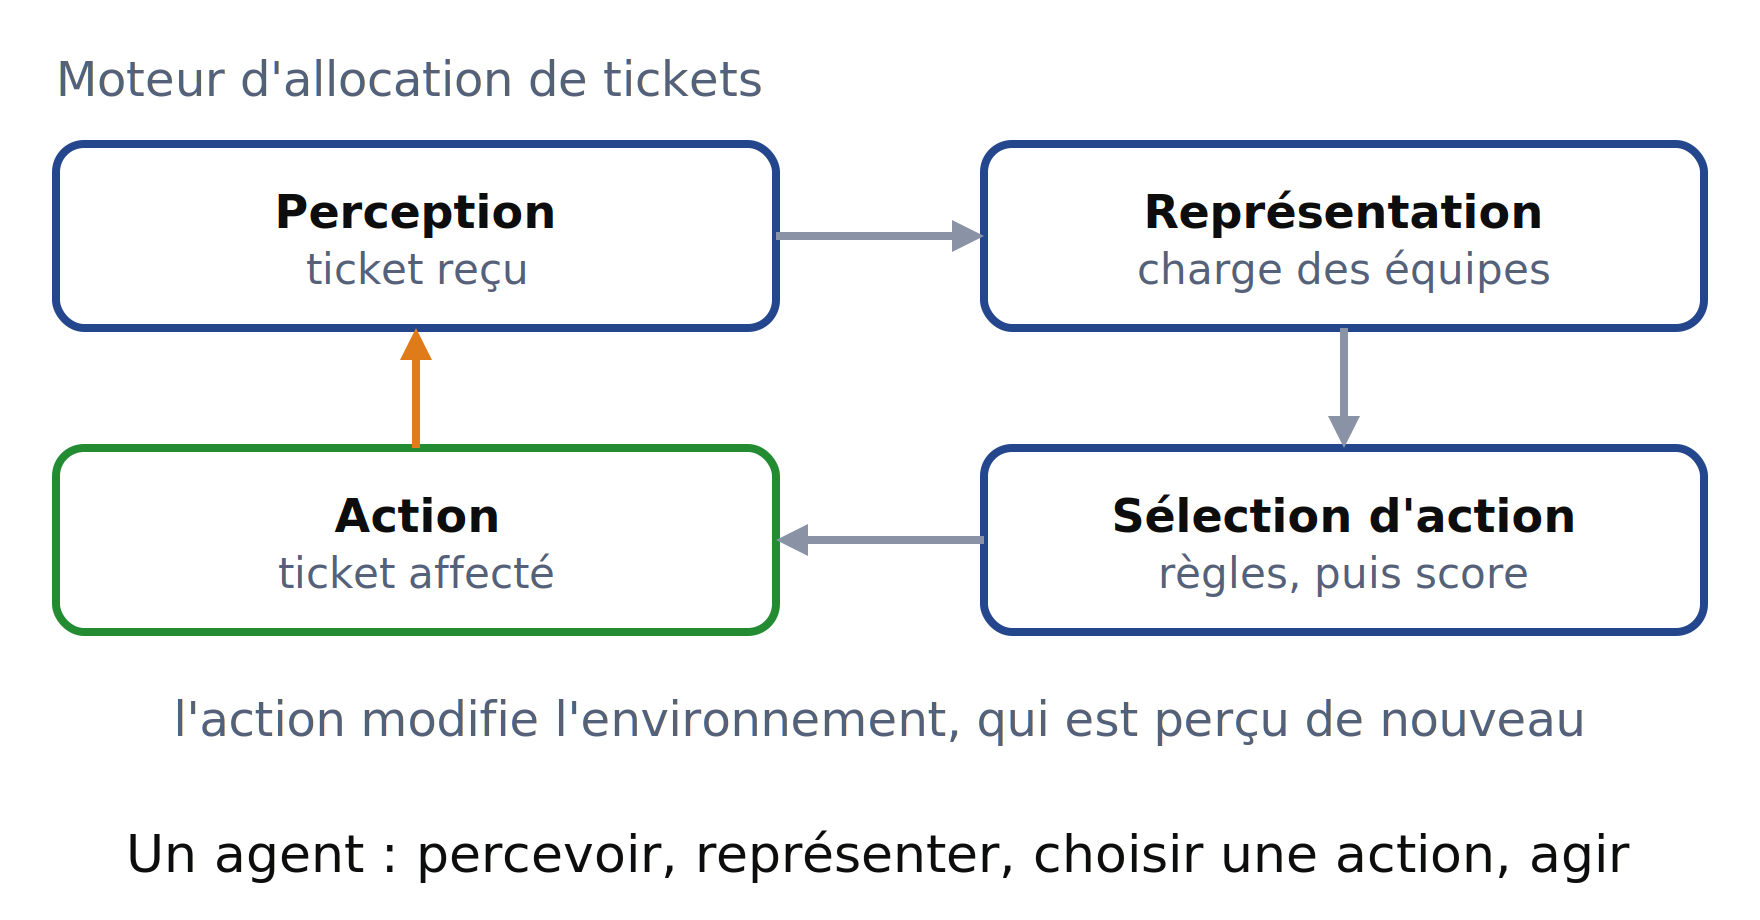 Moteur d'allocation de tickets
Perception
ticket reçu
Représentation
charge des équipes
Action
ticket affecté
Sélection d'action
règles, puis score
l'action modifie l'environnement, qui est perçu de nouveau
Un agent : percevoir, représenter, choisir une action, agir